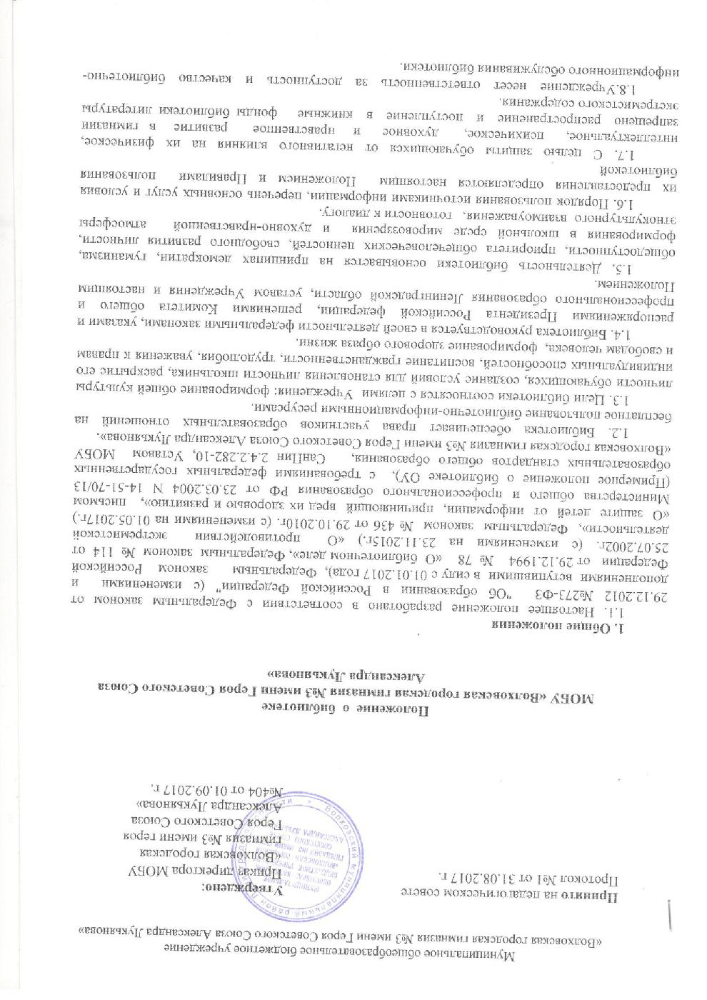 Муниципальное общеобразовательное бюджетное учреждение
«Волховская городская гимназия №3 имени Героя Советского Союза Александра Лукьянова»
Принято на педагогическом совете
Протокол №1 от 31.08.2017 г.
Утверждено:
Приказ директора МОБУ
«Волховская городская
гимназия №3 имени героя
Героя Советского Союза
Александра Лукьянова»
№404 от 01.09.2017 г.
Положение о библиотеке
МОБУ «Волховская городская гимназия №3 имени Героя Советского Союза
Александра Лукьянова»
1. Общие положения
1.1. Настоящее положение разработано в соответствии с Федеральным законом от
29.12.2012 №273-ФЗ "Об образовании в Российской Федерации" (с изменениями и
дополнениями вступившими в силу с 01.01.2017 года), Федеральным законом Российской
Федерации от 29.12.1994 № 78 «О библиотечном деле», Федеральным законом № 114 от
25.07.2002г. (с изменениями на 23.11.2015г.) «О противодействии экстремистской
деятельности», Федеральным законом № 436 от 29.10.2010г. (с изменениями на 01.05.2017г.)
«О защите детей от информации, причиняющий вред их здоровью и развитию», письмом
Министерства общего и профессионального образования РФ от 23.03.2004 N 14-51-70/13
(Примерное положение о библиотеке ОУ), с требованиями федеральных государственных
образовательных стандартов общего образования, СанПин 2.4.2.282-10, Уставом МОБУ
«Волховская городская гимназия №3 имени Героя Советского Союза Александра Лукьянова».
1.2. Библиотека обеспечивает права участников образовательных отношений на
бесплатное пользование библиотечно-информационными ресурсами.
1.3. Цели библиотеки соотносятся с целями Учреждения: формирование общей культуры
личности обучающихся, создание условий для становления личности школьника, раскрытие его
индивидуальных способностей, воспитание гражданственности, трудолюбия, уважения к правам
и свободам человека, формирование здорового образа жизни.
1.4. Библиотека руководствуется в своей деятельности федеральными законами, указами и
распоряжениями Президента Российской федерации, решениями Комитета общего и
профессионального образования Ленинградской области, уставом Учреждения и настоящим
Положением.
1.5. Деятельность библиотеки основывается на принципах демократии, гуманизма,
общедоступности, приоритета общечеловеческих ценностей, свободного развития личности,
формирования в школьной среде мировоззрения и духовно-нравственной атмосферы
этнокультурного взаимоуважения, готовности к диалогу.
1.6. Порядок пользования источниками информации, перечень основных услуг и условия
их предоставления определяются настоящим Положением и Правилами пользования
библиотекой
1.7. С целью защиты обучающихся от негативного влияния на их физическое,
интеллектуальное, психическое, духовное и нравственное развитие в гимназии
запрещено распространение и поступление в книжные фонды библиотеки литературы
экстремистского содержания.
1.8.Учреждение несет ответственность за доступность и качество библиотечно-
информационного обслуживания библиотеки.